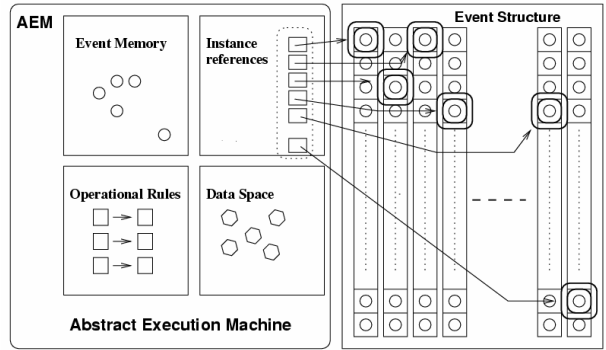 AEM
Event Structure
Event Memory
Instance
references
Operational Rules
Data Space
Abstract Execution Machine